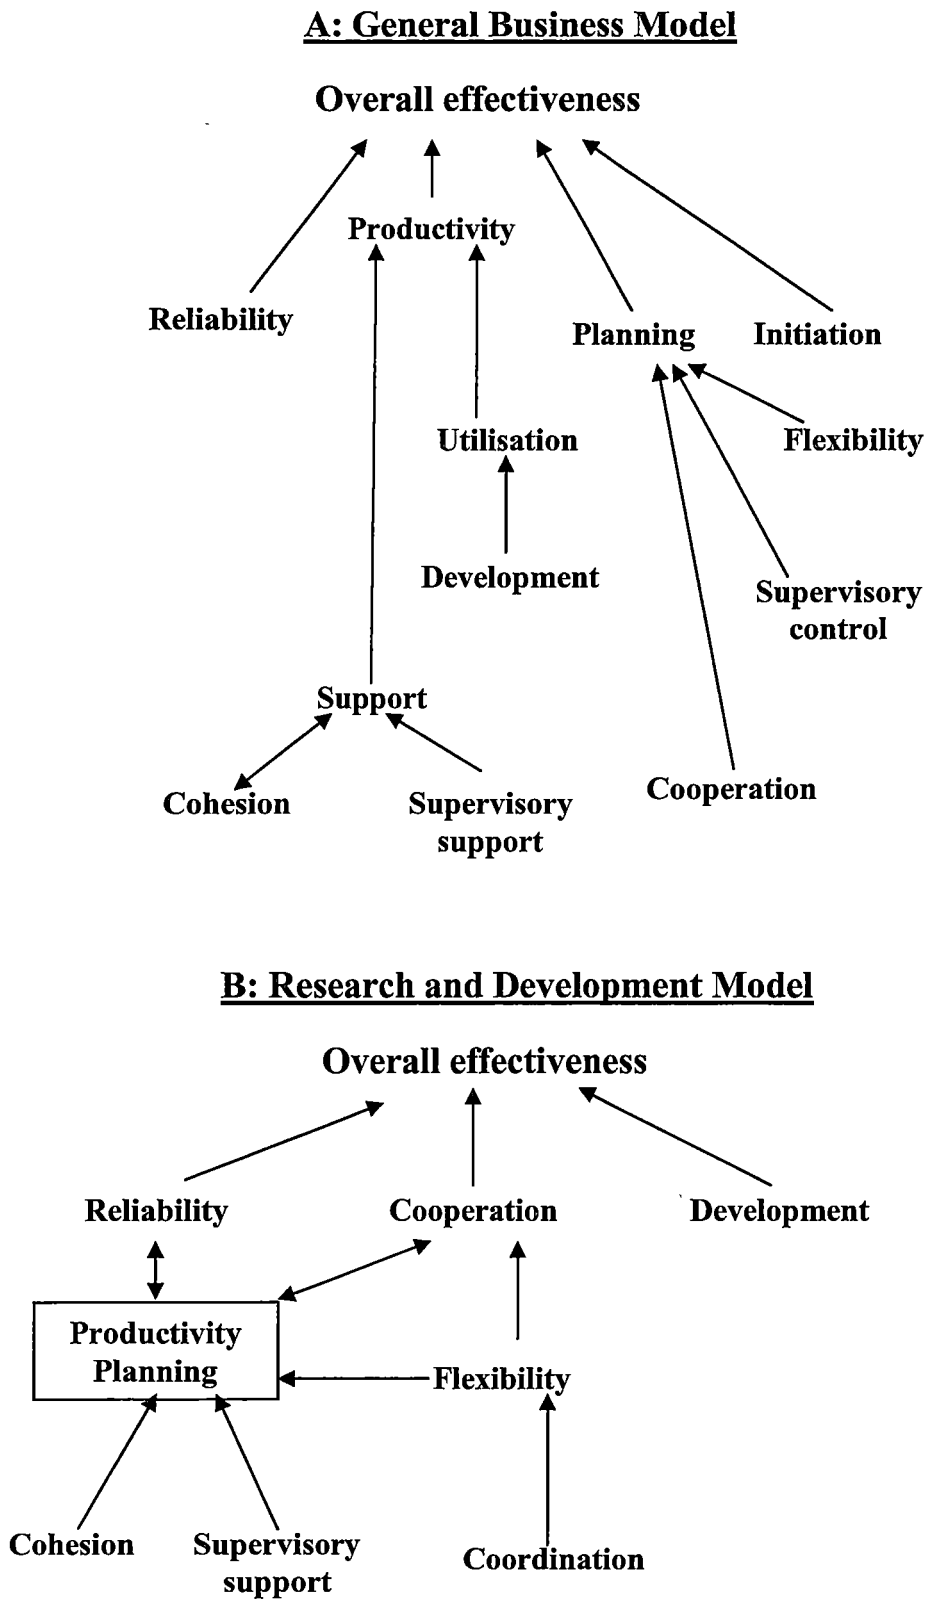 A: General Business Model
Overall effectiveness
Productivity
Reliability
Planning
Initiation
Utilisation
Flexibility
Development
Supervisory
control
Support
Cohesion
Supervisory
support
Cooperation
B: Research and Development Model
Overall effectiveness
Reliability
Cooperation
Development
Productivity
Planning
Flexibility
Cohesion
Supervisory
support
Coordination